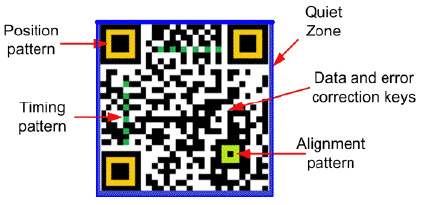 Position
pattern
Quiet
Zone
Timing
pattern
Data and error
correction keys
Alignment
pattern